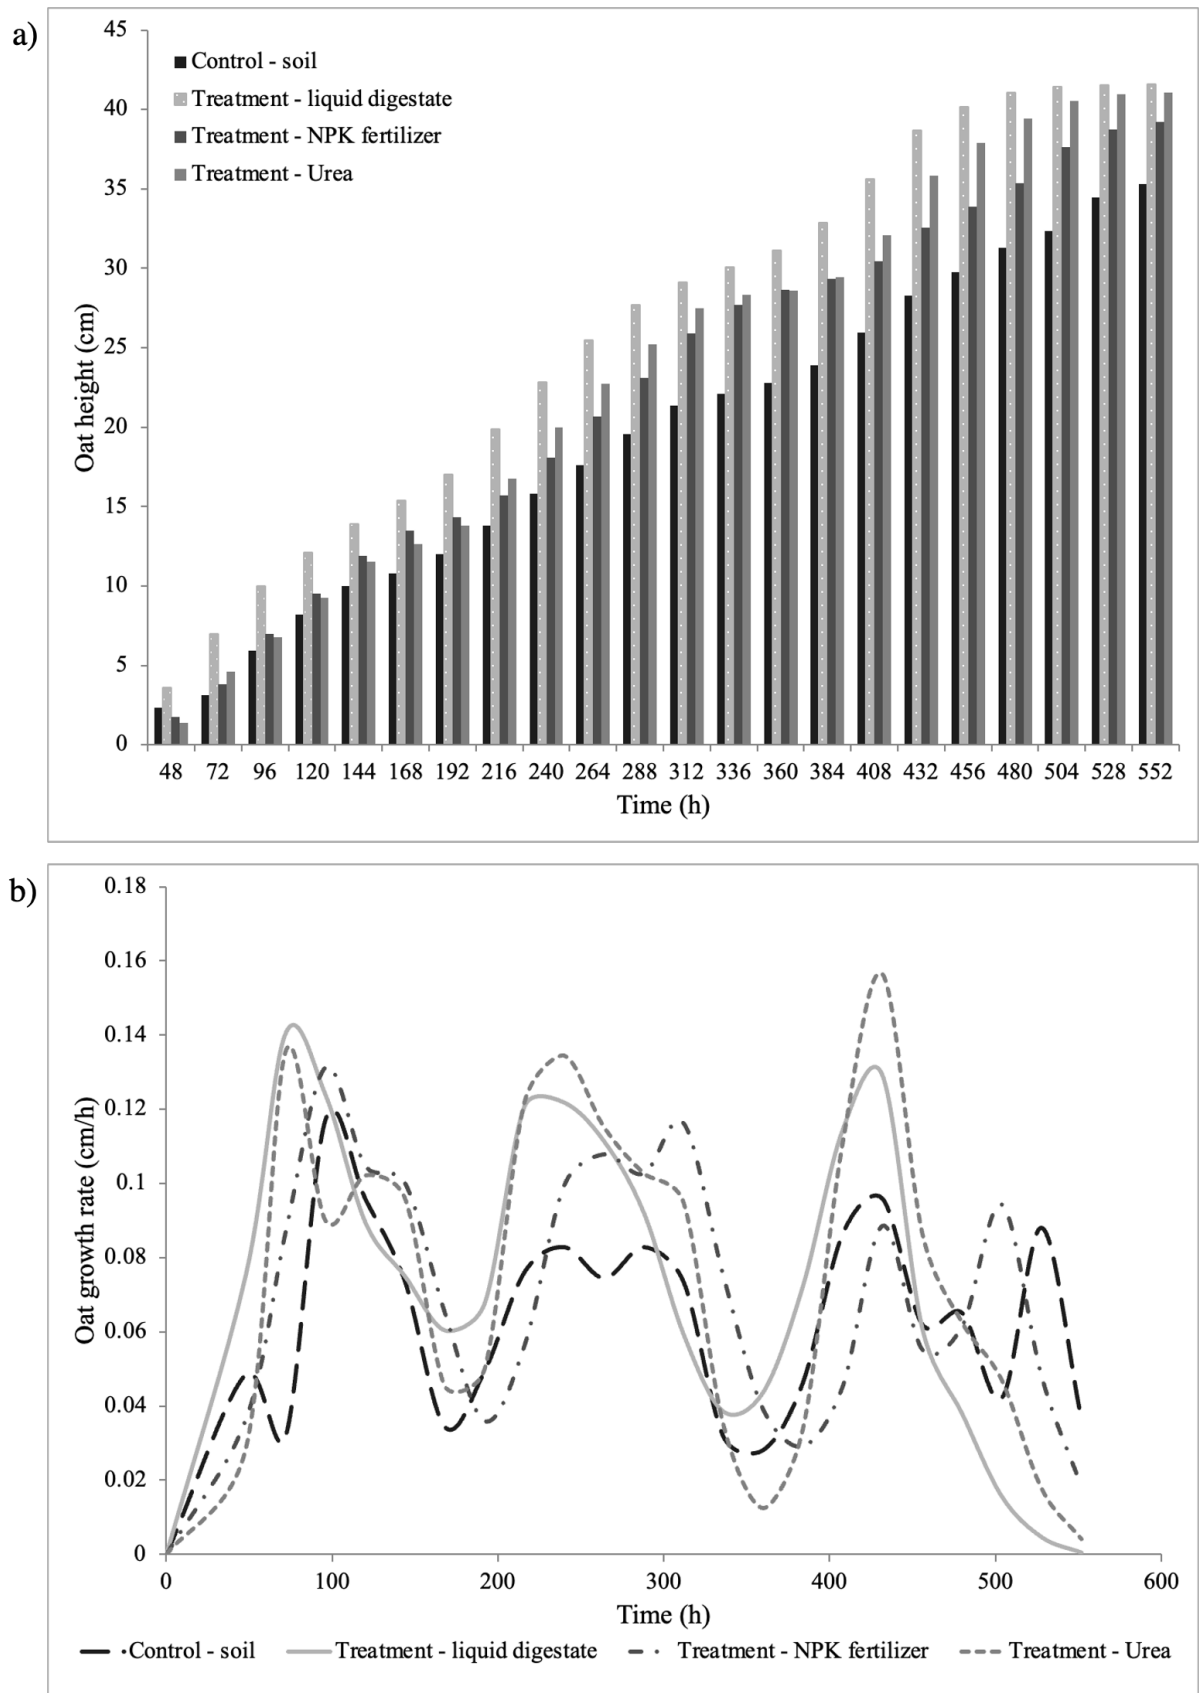 a)
Oat height (cm)
45
40
35
30
25
20
15
10
5
0
Control - soil
Treatment - liquid digestate
Treatment - NPK fertilizer
Treatment - Urea
48 72 96 120 144 168 192 216 240 264 288 312 336 360 384 408 432 456 480 504 528 552
Time (h)
b)
Oat growth rate (cm/h)
0.18
0.16
0.14
0.12
0.1
0.08
0.06
0.04
0.02
0
0 100 200 300 400 500 600
Time (h)
Control - soil Treatment - liquid digestate Treatment - NPK fertilizer Treatment - Urea